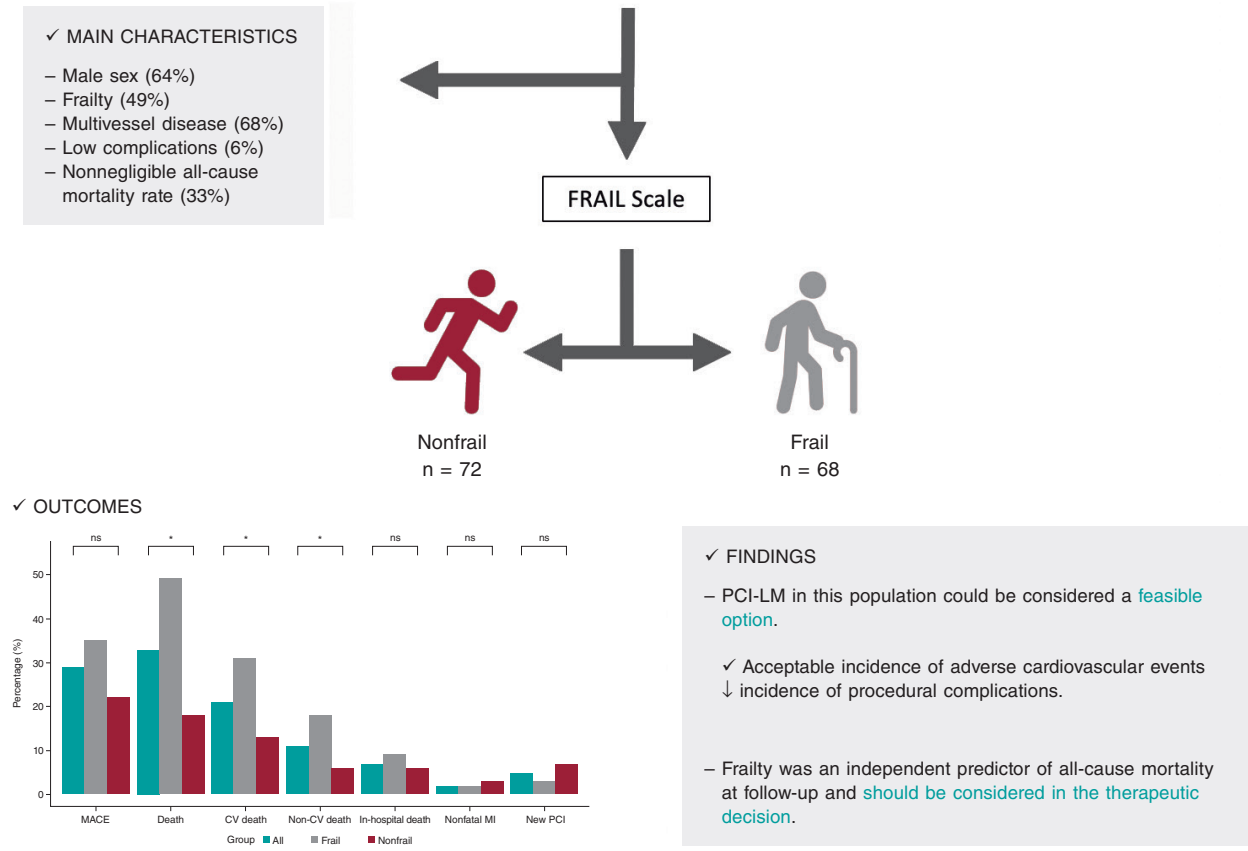 ✓ MAIN CHARACTERISTICS
– Male sex (64%)
– Frailty (49%)
– Multivessel disease (68%)
– Low complications (6%)
– Nonnegligible all-cause
mortality rate (33%)
FRAIL Scale
Nonfrail
n = 72
Frail
n = 68
✓ OUTCOMES
ns * * * ns ns ns
Percentage (%)
50
40
30
20
10
0
MACE Death CV death Non-CV death In-hospital death Nonfatal MI New PCI
Group All Frail Nonfrail
✓ FINDINGS
– PCI-LM in this population could be considered a feasible
option.
✓ Acceptable incidence of adverse cardiovascular events
↓ incidence of procedural complications.
– Frailty was an independent predictor of all-cause mortality
at follow-up and should be considered in the therapeutic
decision.